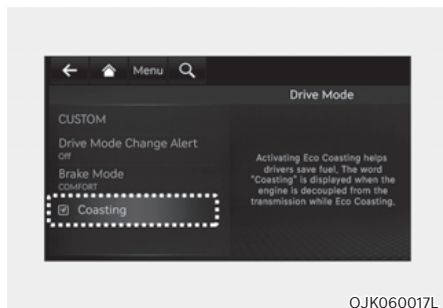 Menu
Drive Mode
CUSTOM
Drive Mode Change Alert
Off
Brake Mode
COMFORT
Coasting
Activating Eco Coasting helps
drivers save fuel. The word
"Coasting" is displayed when the
engine is decoupled from the
transmission while Eco Coasting.
OJK060017L